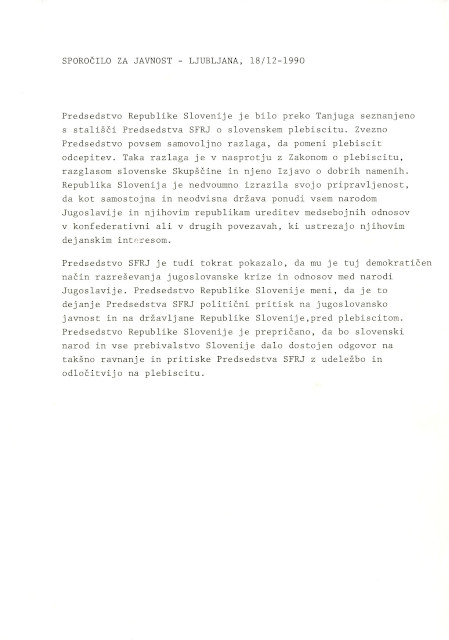 SPOROČILO ZA JAVNOST - LJUBLJANA, 18/12-1990
Predsedstvo Republike Slovenije je bilo preko Tanjuga seznanjeno
s stališči Predsedstva SFRJ o slovenskem plebiscitu. Zvezno
Predsedstvo povsem samovoljno razlaga, da pomeni plebiscit
odcepitev. Taka razlaga je v nasprotju z Zakonom o plebiscitu,
razglasom slovenske Skupščine in njeno Izjavo o dobrih namenih.
Republika Slovenija je nedvoumno izrazila svojo pripravljenost,
da kot samostojna in neodvisna država ponudi vsem narodom
Jugoslavije in njihovim republikam ureditev medsebojnih odnosov
v konfederativni ali v drugih povezavah, ki ustrezajo njihovim
dejanskim interesom.
Predsedstvo SFRJ je tudi tokrat pokazalo, da mu je tuj demokratičen
način razreševanja jugoslovanske krize in odnosov med narodi
Jugoslavije. Predsedstvo Republike Slovenije meni, da je to
dejanje Predsedstva SFRJ politični pritisk na jugoslovansko
javnost in na državljane Republike Slovenije,pred plebiscitom.
Predsedstvo Republike Slovenije je prepričano, da bo slovenski
narod in vse prebivalstvo Slovenije dalo dostojen odgovor na
takšno ravnanje in pritiske Predsedstva SFRJ z udeležbo in
odločitvijo na plebiscitu.